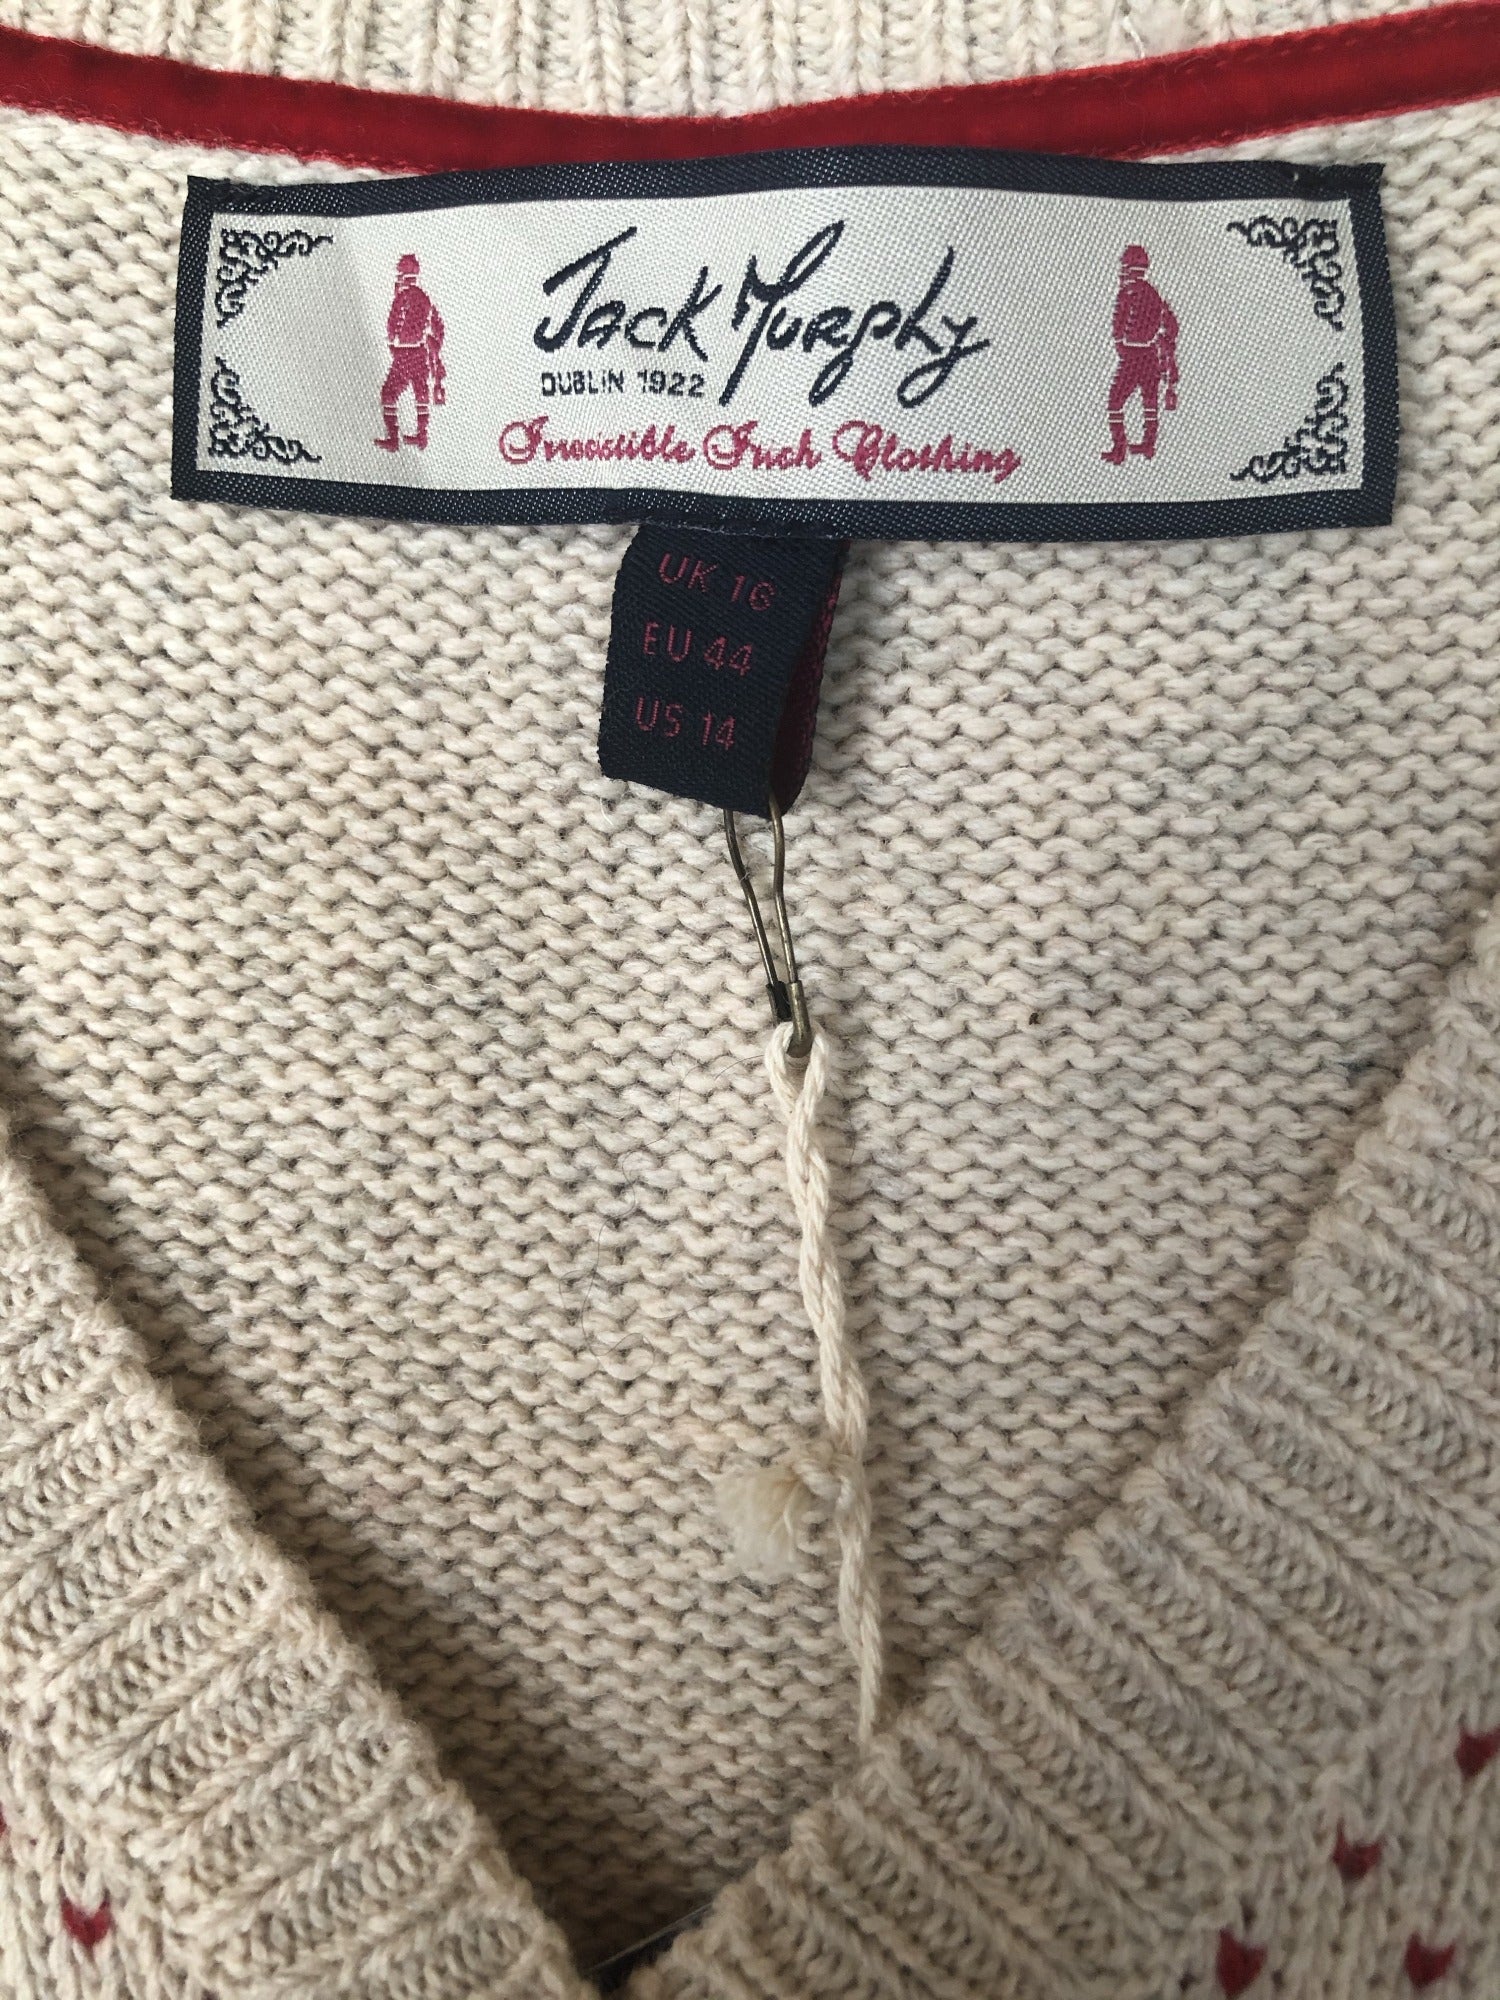 Jack Murphy
DUBLIN 1922
Irresistible Irish Clothing
UK 16
EU 44
US 14